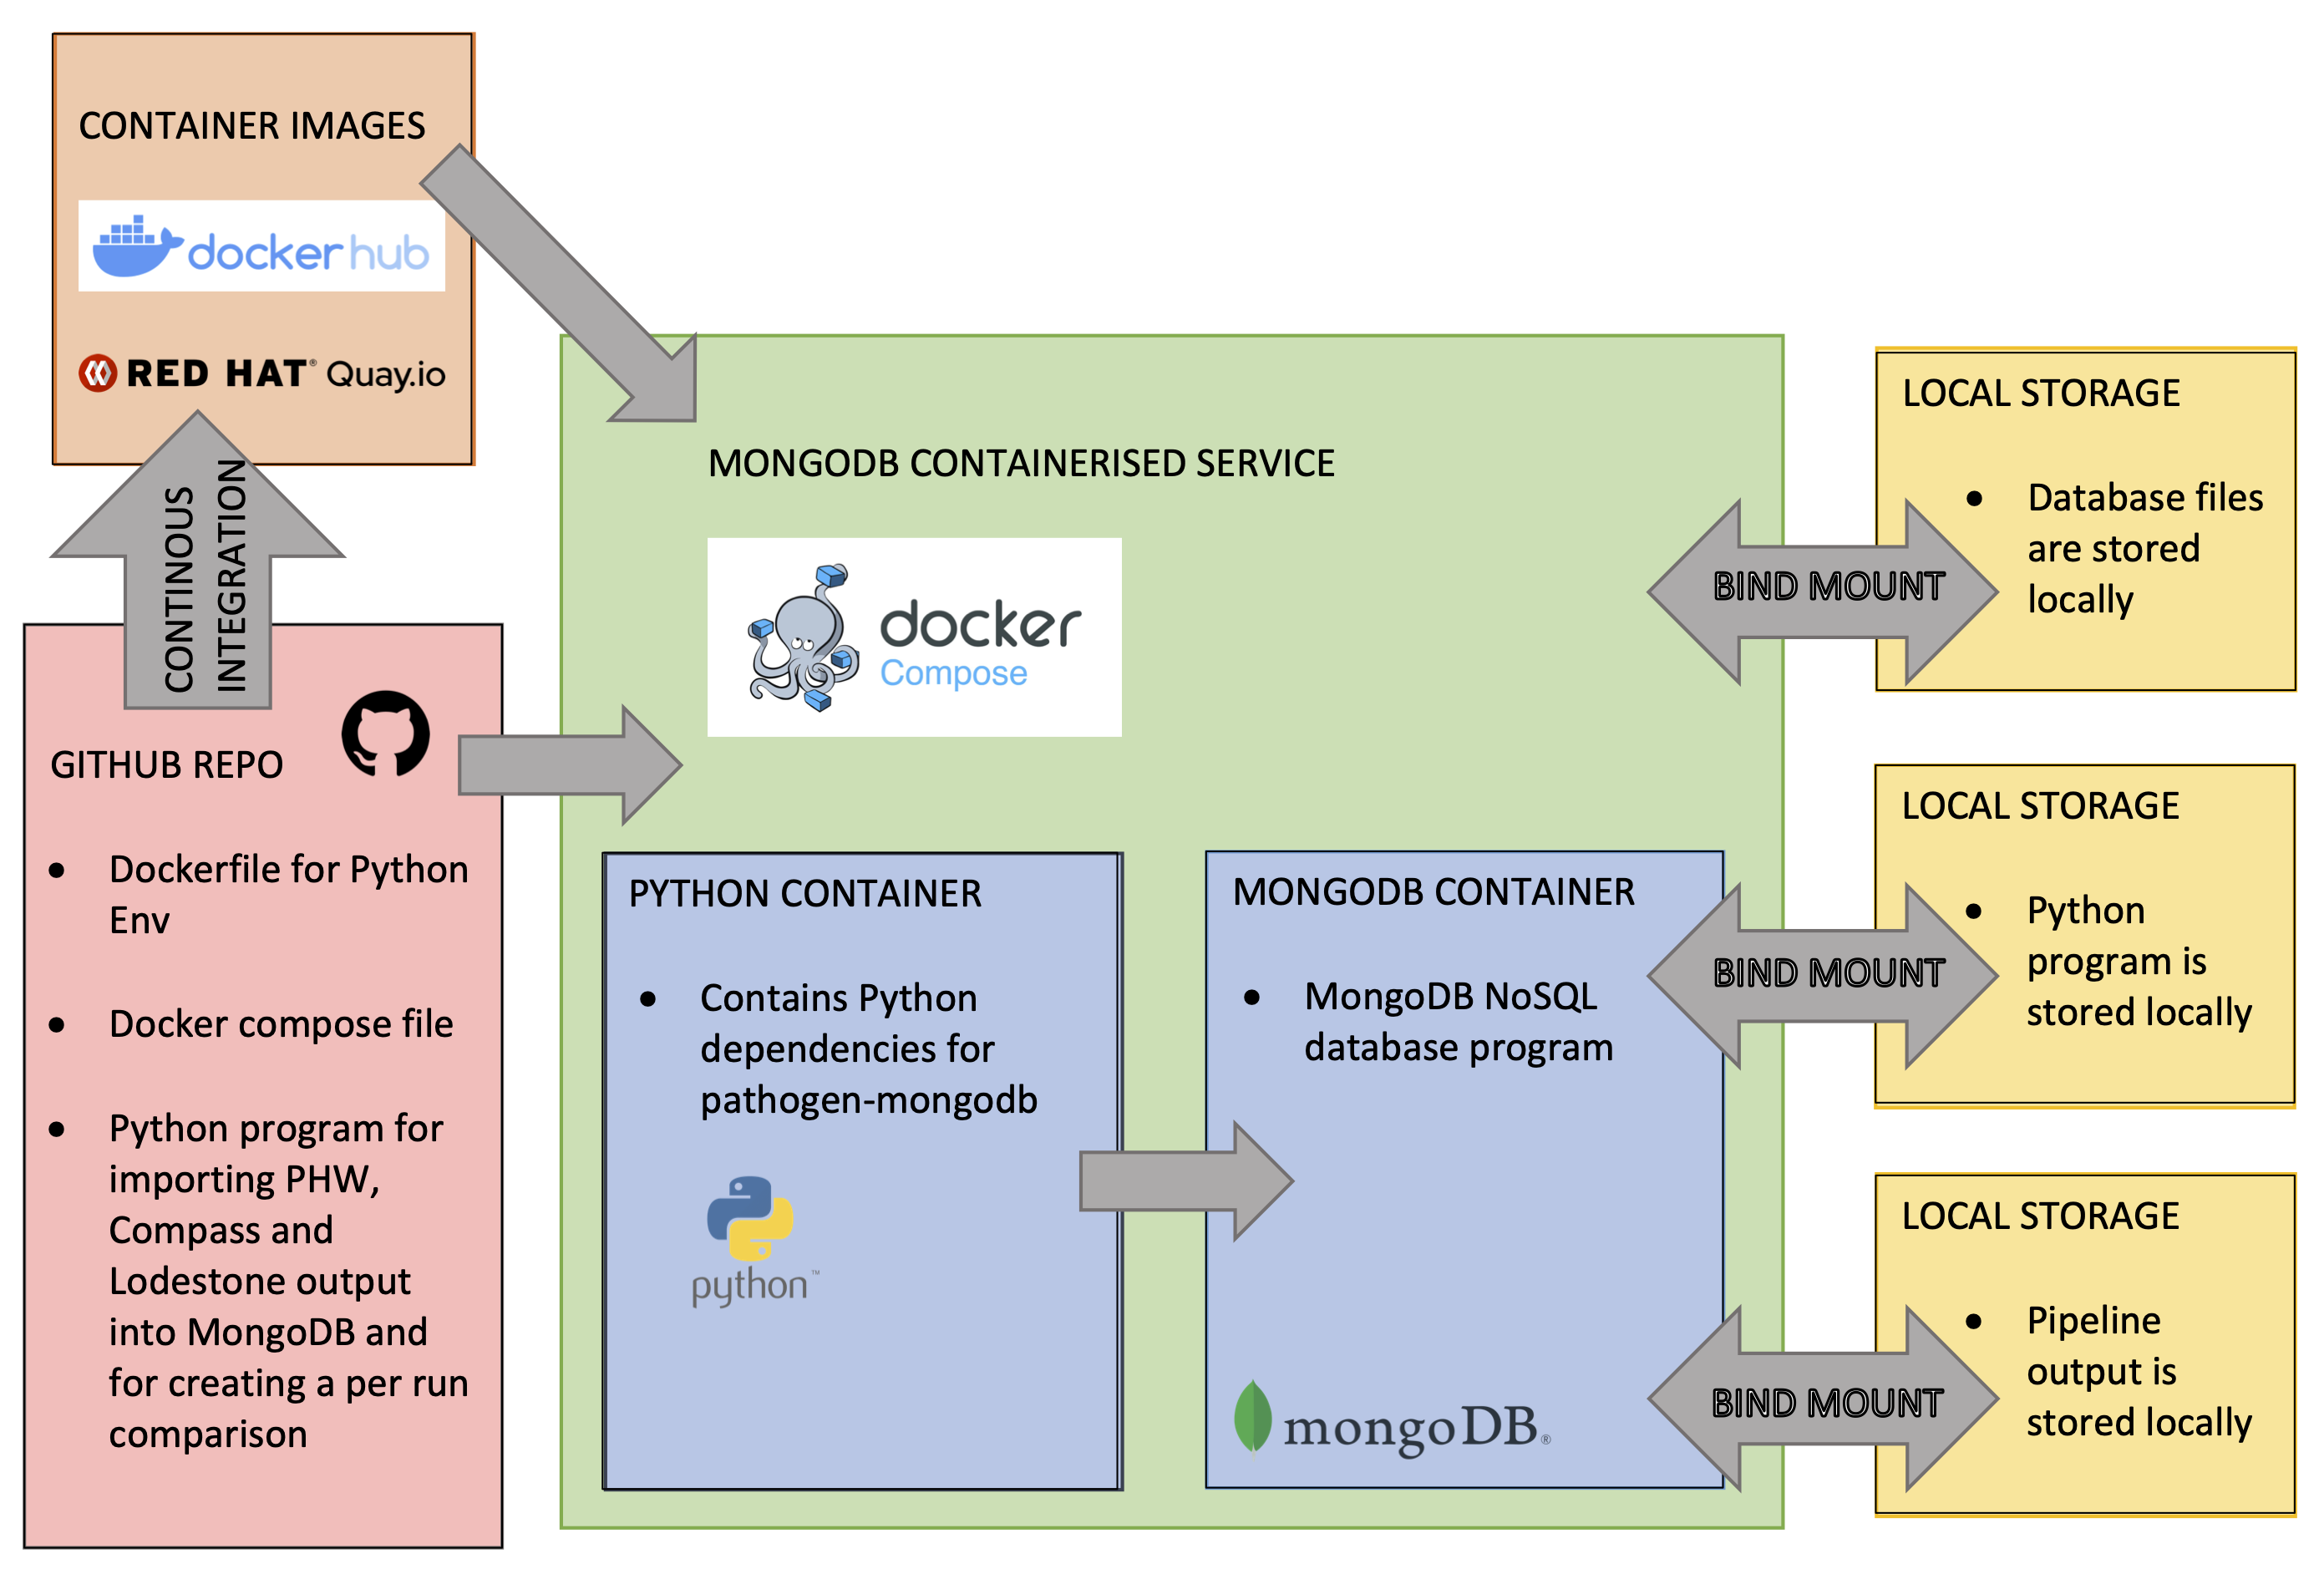 CONTAINER IMAGES
docker hub
RED HAT® Quay.io
CONTINOUS
INTEGRATION
GITHUB REPO
● Dockerfile for Python
Env
● Docker compose file
● Python program for
importing PHW,
Compass and
Lodestone output
into MongoDB and
for creating a per run
comparison
MONGODB CONTAINERISED SERVICE
docker
Compose
PYTHON CONTAINER
● Contains Python
dependencies for
pathogen-mongodb
python™
MONGODB CONTAINER
● MongoDB NoSQL
database program
mongoDB®
BIND MOUNT
LOCAL STORAGE
● Database files
are stored
locally
BIND MOUNT
LOCAL STORAGE
● Python
program is
stored locally
BIND MOUNT
LOCAL STORAGE
● Pipeline
output is
stored locally